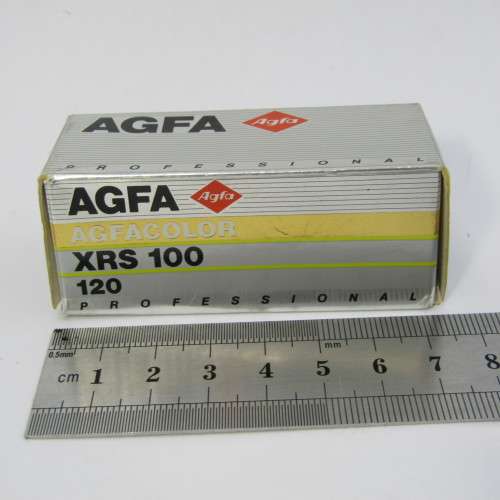 AGFA Agfa
PROFESSIONAL
AGFA Agfa
AGFACOLOR
XRS 100
120
PROFESSIONAL
0.5mm
mm
cm 1 2 3 4 5 6 7 8